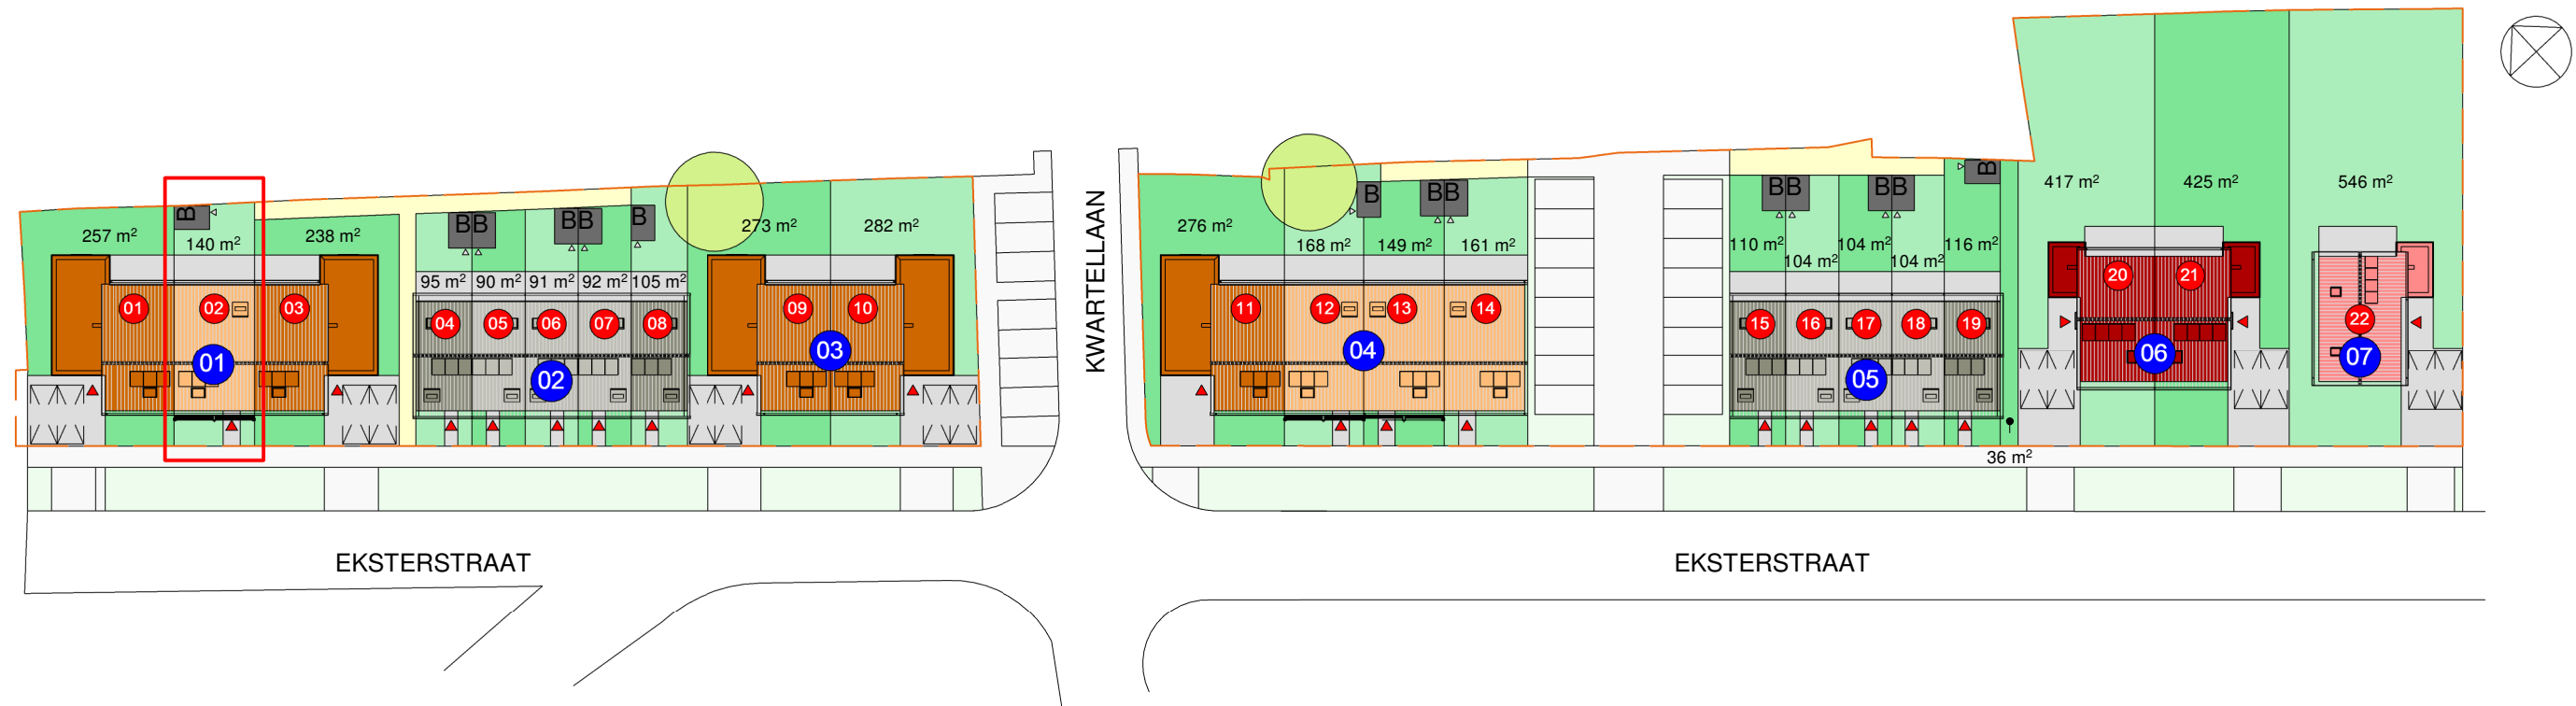 417 m²
425 m²
546 m²
B
257 m²
140 m²
238 m²
BB
BB
B
273 m²
282 m²
276 m²
168 m²
B
149 m²
BB
161 m²
BB
BB
B
110 m²
104 m²
104 m²
104 m²
116 m²
95 m²
90 m²
91 m²
92 m²
105 m²
01
02
03
01
04
05
06
07
08
02
09
10
03
KWARTELLAAN
11
12
13
14
04
15
16
17
18
19
05
20
21
06
22
07
36 m²
EKSTERSTRAAT
EKSTERSTRAAT